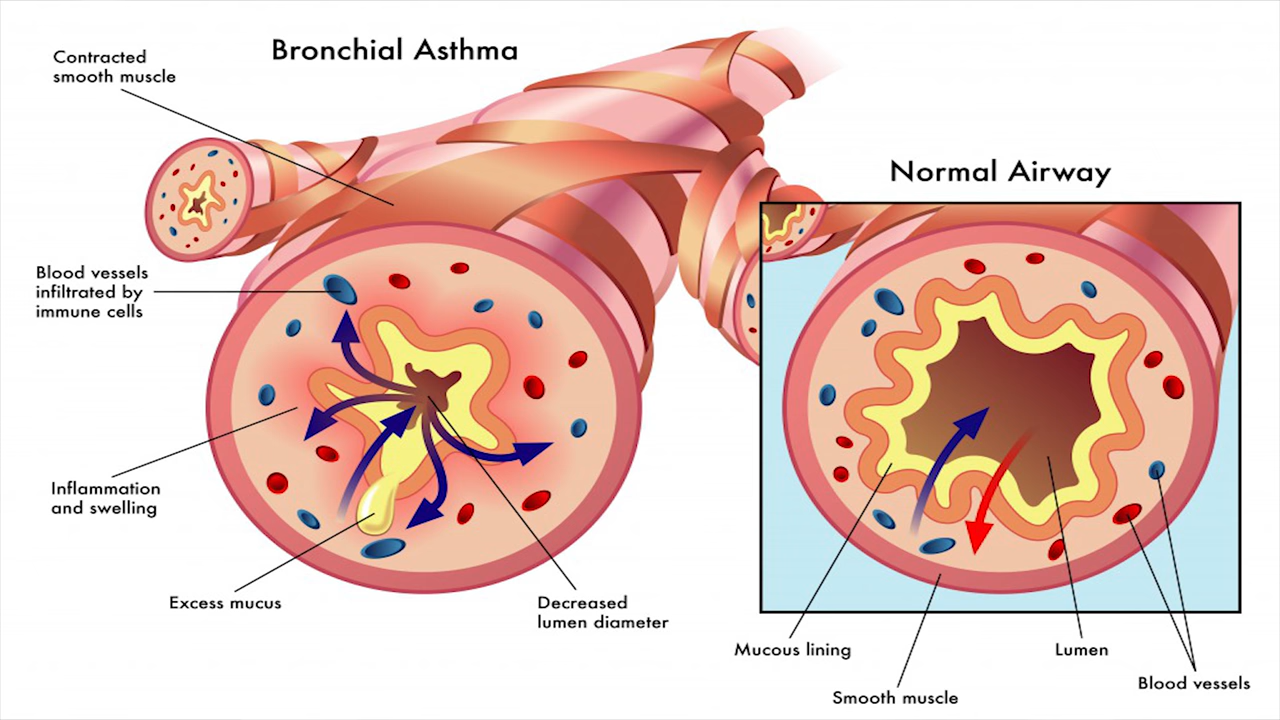 Bronchial Asthma
Contracted
smooth muscle
Blood vessels
infiltrated by
immune cells
Inflammation
and swelling
Excess mucus
Decreased
lumen diameter
Normal Airway
Mucous lining
Smooth muscle
Lumen
Blood vessels